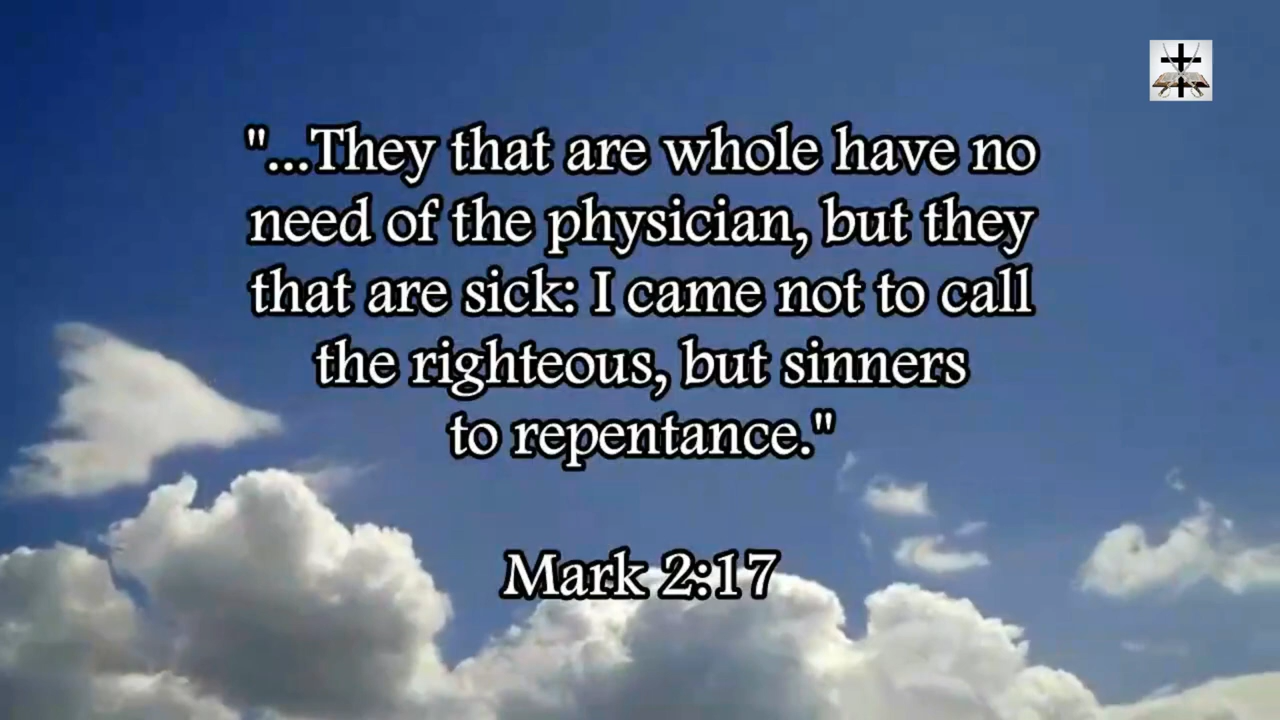 "...They that are whole have no
need of the physician, but they
that are sick: I came not to call
the righteous, but sinners
to repentance."
Mark 2:17